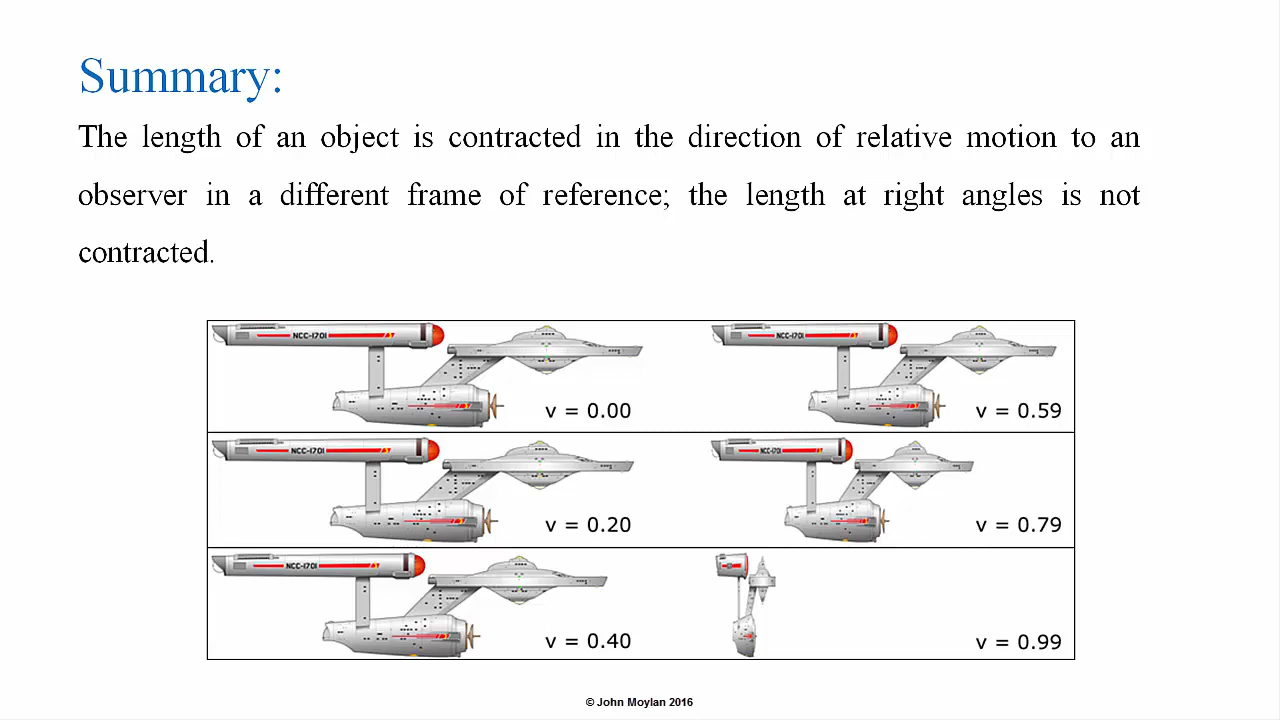 Summary:
The length of an object is contracted in the direction of relative motion to an
observer in a different frame of reference; the length at right angles is not
contracted.
NCC-1701
v = 0.00
NCC-1701
v = 0.59
NCC-1701
v = 0.20
NCC-1701
v = 0.79
NCC-1701
v = 0.40
v = 0.99
© John Moylan 2016